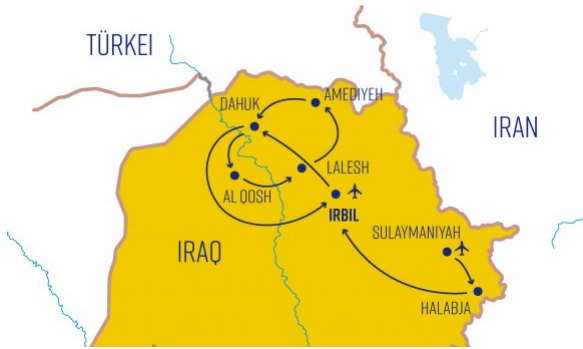 TÜRKEI
AMEDIYEH
DAHUK
IRAN
LALESH
AL QOSH
IRBIL
SULAYMANIYAH
IRAQ
HALABJA